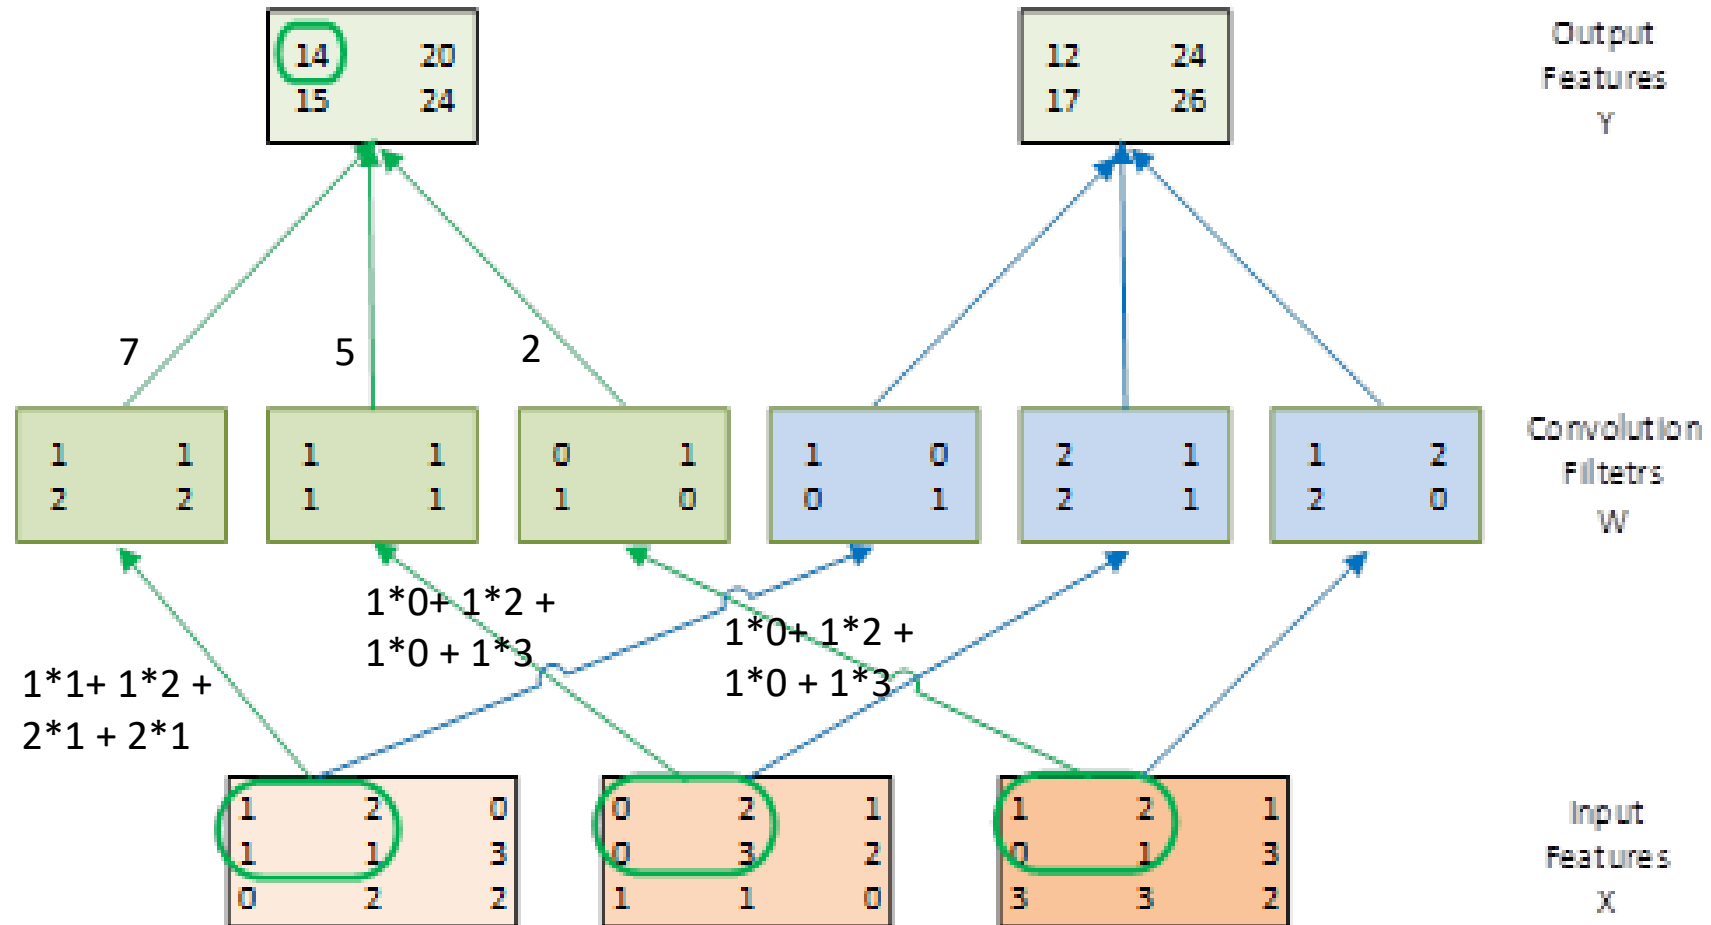 14 20
15 24
12 24
17 26
Output
Features
Y
7
5
2
1 1
2 2
1 1
1 1
0 1
1 0
1 0
0 1
2 1
2 1
1 2
2 0
Convolution
Filtetrs
W
1*1+ 1*2 +
2*1 + 2*1
1*0+ 1*2 +
1*0 + 1*3
1*0+ 1*2 +
1*0 + 1*3
1 2 0
1 1 3
0 2 2
0 2 1
0 3 2
1 1 0
1 2 1
0 1 3
3 3 2
Input
Features
X